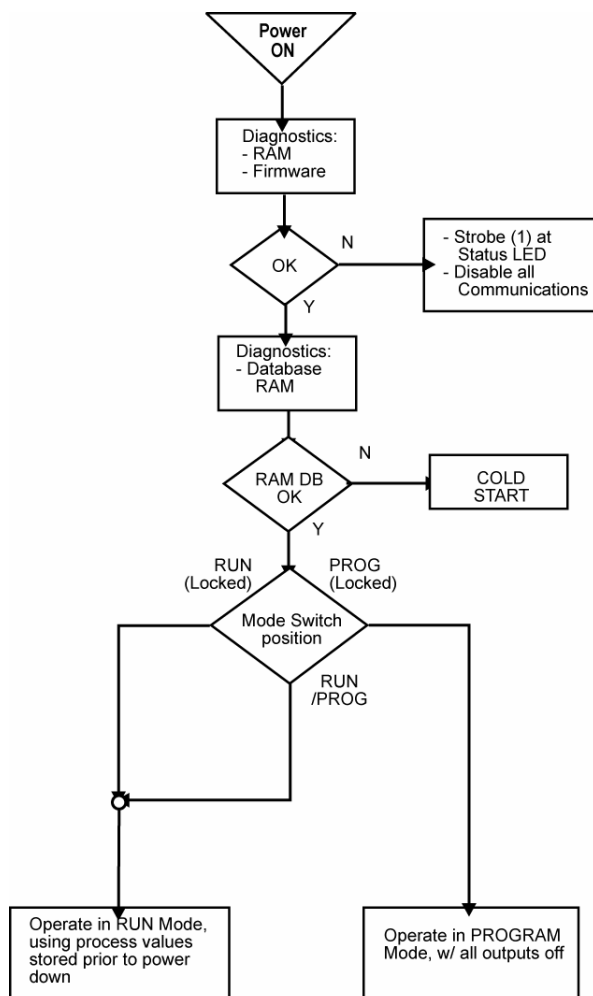 Power
ON
Diagnostics:
- RAM
- Firmware
OK
N
- Strobe (1) at
Status LED
- Disable all
Communications
Y
Diagnostics:
- Database
RAM
RAM DB
OK
N
COLD
START
Y
RUN
(Locked)
PROG
(Locked)
Mode Switch
position
RUN
/PROG
Operate in RUN Mode,
using process values
stored prior to power
down
Operate in PROGRAM
Mode, w/ all outputs off